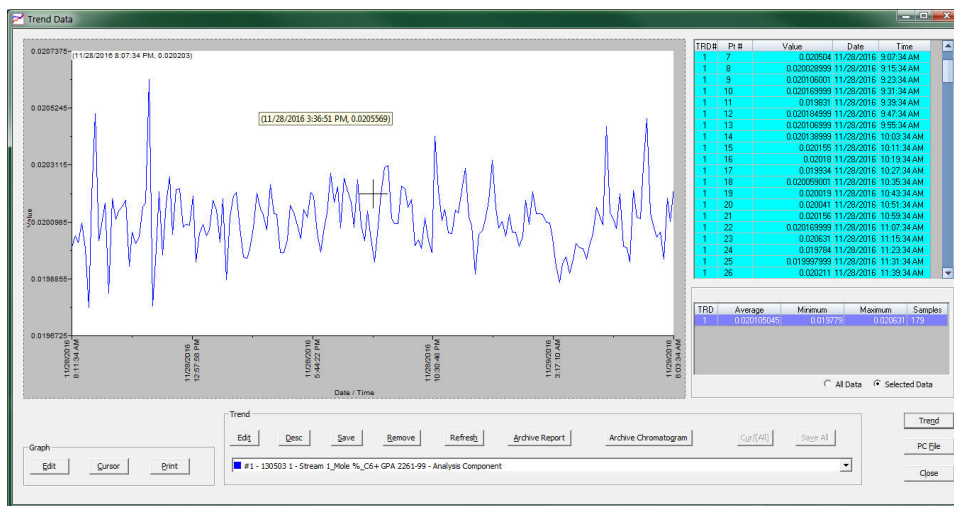 Trend Data
0.0207375
(11/28/2016 8:07:34 PM, 0.020203)
0.0205245
(11/28/2016 3:36:51 PM, 0.0205569)
0.0203115
Value
0.0200985
0.0198855
0.0196725
11/28/2016
8:11:34 AM
11/28/2016
12:57:58 PM
11/28/2016
5:44:22 PM
11/28/2016
10:30:46 PM
11/29/2016
3:17:10 AM
11/29/2016
8:03:34 AM
Date / Time
TRD# Pt # Value Date Time
1 7 0.020504 11/28/2016 9:07:34 AM
1 8 0.020028999 11/28/2016 9:15:34 AM
1 9 0.020106001 11/28/2016 9:23:34 AM
1 10 0.020169999 11/28/2016 9:31:34 AM
1 11 0.019831 11/28/2016 9:39:34 AM
1 12 0.020184999 11/28/2016 9:47:34 AM
1 13 0.020106999 11/28/2016 9:55:34 AM
1 14 0.020138999 11/28/2016 10:03:34 AM
1 15 0.020155 11/28/2016 10:11:34 AM
1 16 0.02018 11/28/2016 10:19:34 AM
1 17 0.019934 11/28/2016 10:27:34 AM
1 18 0.020059001 11/28/2016 10:35:34 AM
1 19 0.020019 11/28/2016 10:43:34 AM
1 20 0.020041 11/28/2016 10:51:34 AM
1 21 0.020156 11/28/2016 10:59:34 AM
1 22 0.020169999 11/28/2016 11:07:34 AM
1 23 0.020631 11/28/2016 11:15:34 AM
1 24 0.019784 11/28/2016 11:23:34 AM
1 25 0.019997999 11/28/2016 11:31:34 AM
1 26 0.020211 11/28/2016 11:39:34 AM
TRD Average Minimum Maximum Samples
1 0.020105045 0.019779 0.020631 179
All Data Selected Data
Graph
Edit Cursor Print
Trend
Edit Desc Save Remove Refresh Archive Report Archive Chromatogram Cur/[All] Save All
#1 - 130503 1 - Stream 1_Mole %_C6+ GPA 2261-99 - Analysis Component
Trend
PC File
Close